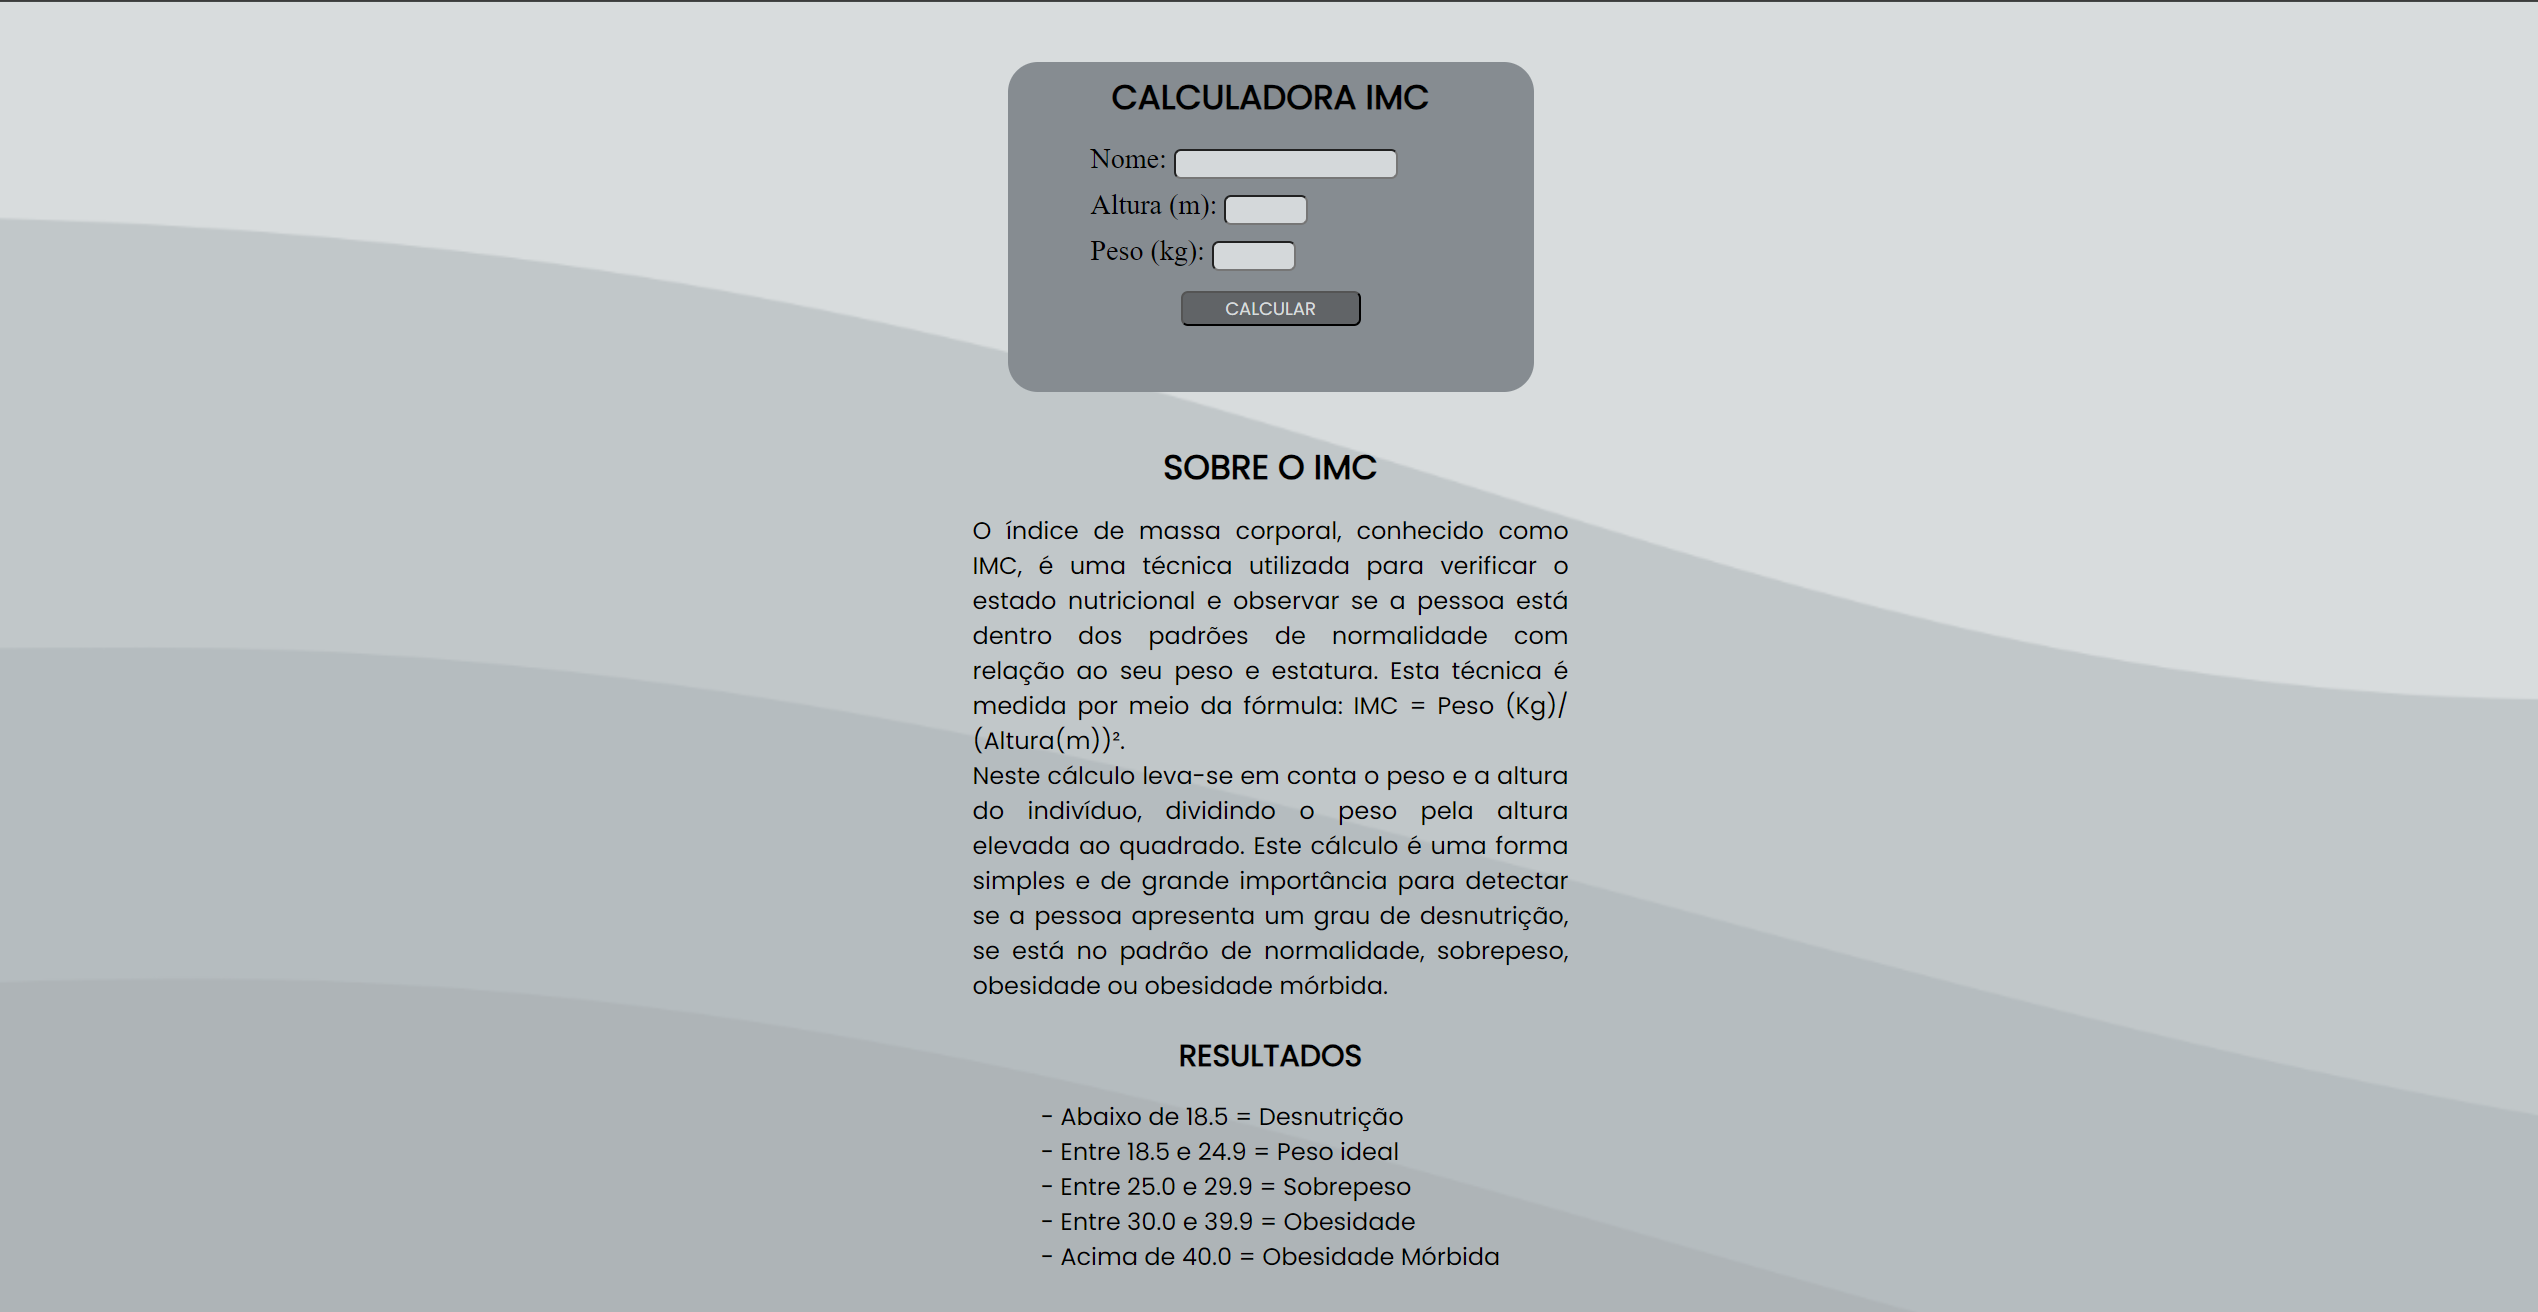 CALCULADORA IMC
Nome:
Altura (m):
Peso (kg):
CALCULAR
SOBRE O IMC
O índice de massa corporal, conhecido como
IMC, é uma técnica utilizada para verificar o
estado nutricional e observar se a pessoa está
dentro dos padrões de normalidade com
relação ao seu peso e estatura. Esta técnica é
medida por meio da fórmula: IMC = Peso (Kg)/
(Altura(m))².
Neste cálculo leva-se em conta o peso e a altura
do indivíduo, dividindo o peso pela altura
elevada ao quadrado. Este cálculo é uma forma
simples e de grande importância para detectar
se a pessoa apresenta um grau de desnutrição,
se está no padrão de normalidade, sobrepeso,
obesidade ou obesidade mórbida.
RESULTADOS
- Abaixo de 18.5 = Desnutrição
- Entre 18.5 e 24.9 = Peso ideal
- Entre 25.0 e 29.9 = Sobrepeso
- Entre 30.0 e 39.9 = Obesidade
- Acima de 40.0 = Obesidade Mórbida